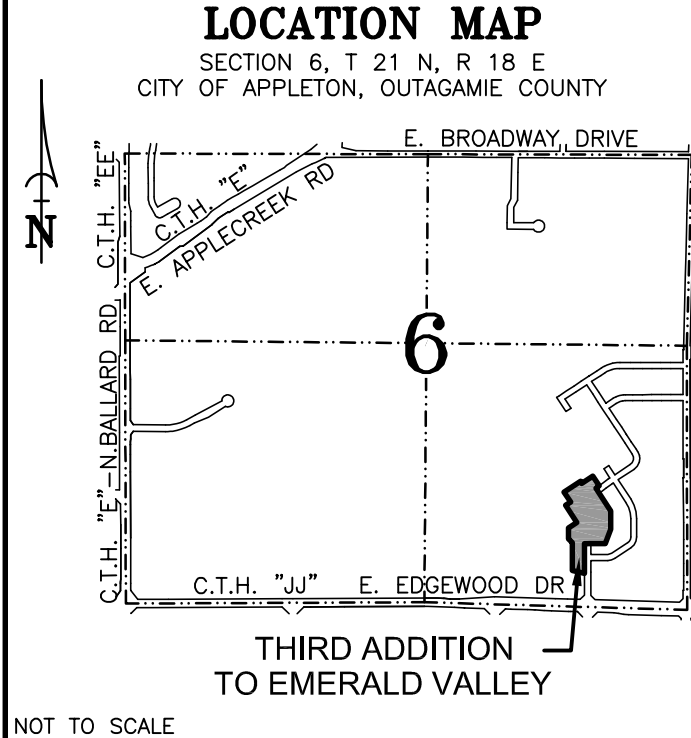 LOCATION MAP
SECTION 6, T 21 N, R 18 E
CITY OF APPLETON, OUTAGAMIE COUNTY
E. BROADWAY DRIVE
C.T.H. "EE"
C.T.H. "E"
E. APPLECREEK RD
N
6
C.T.H. "E"-N.BALLARD RD
C.T.H. "JJ" E. EDGEWOOD DR
THIRD ADDITION
TO EMERALD VALLEY
NOT TO SCALE